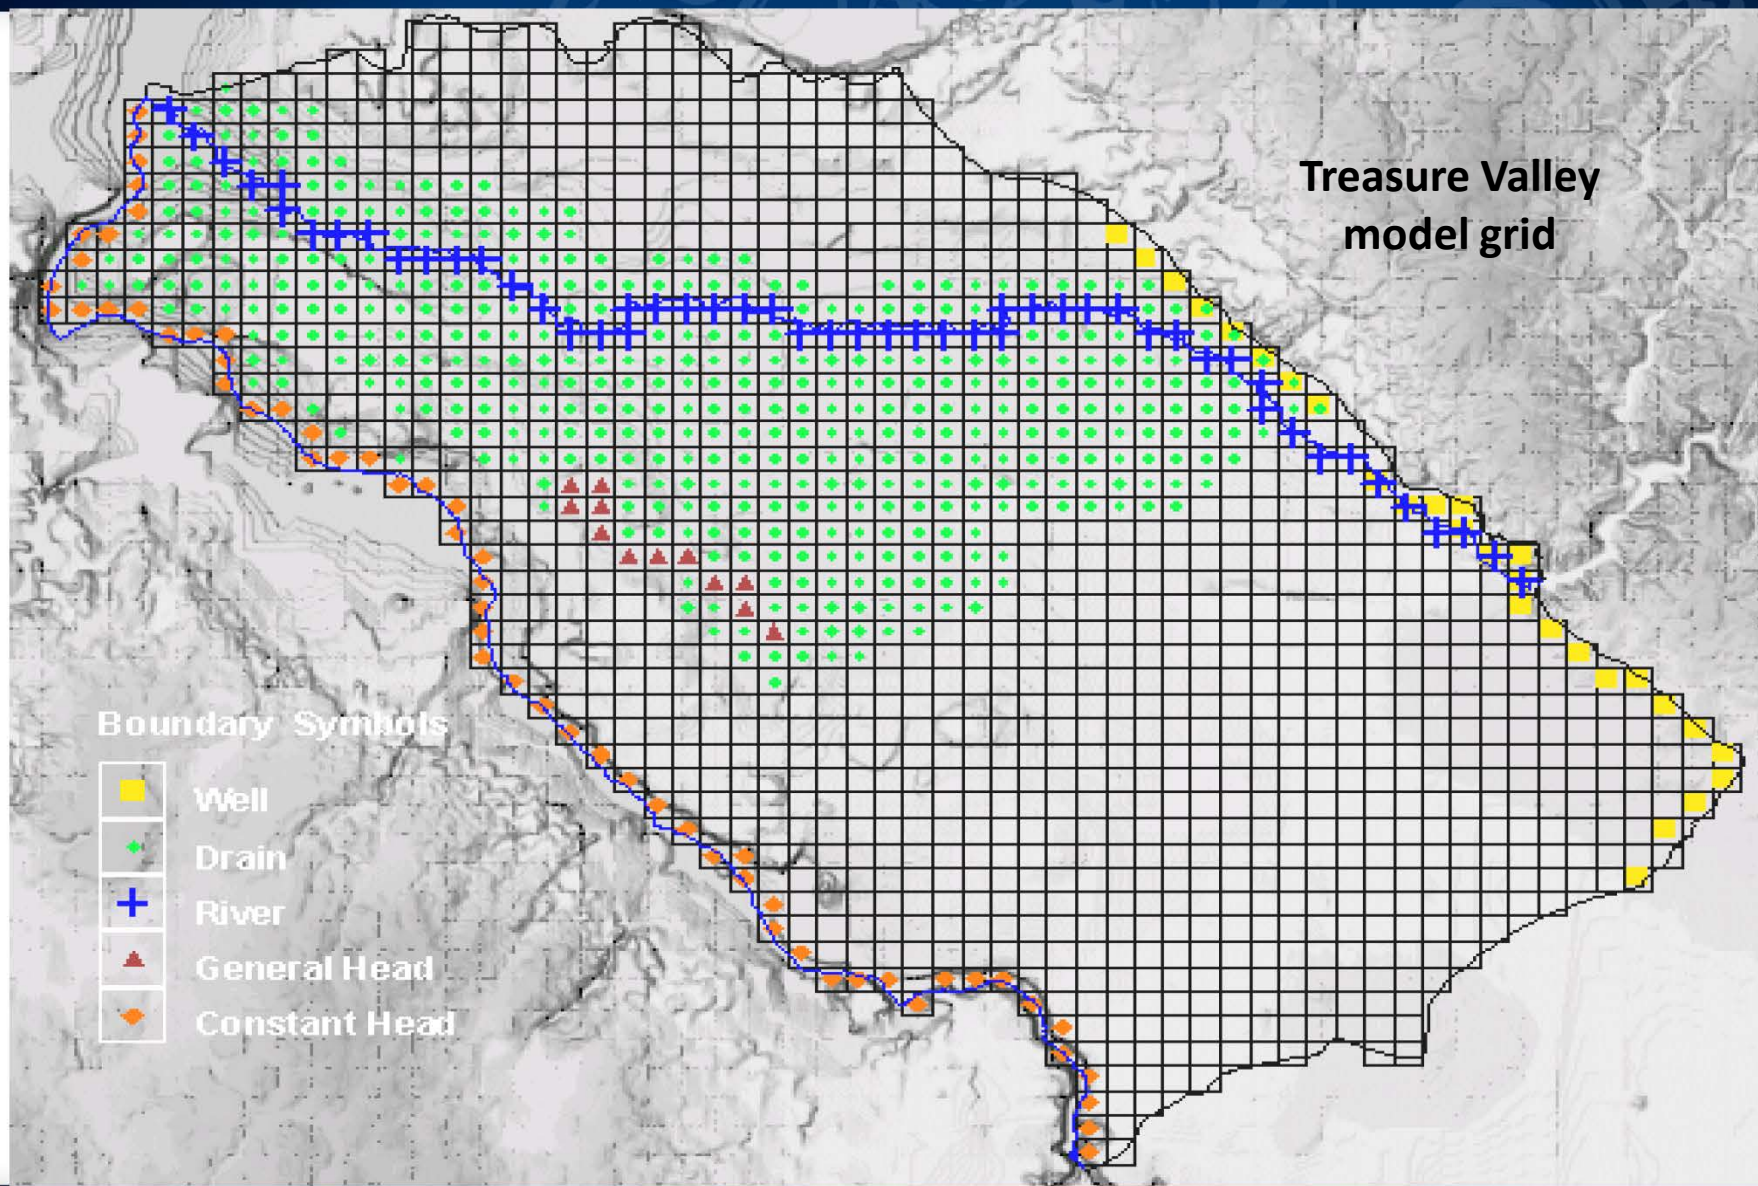 Treasure Valley
model grid
Boundary Symbols
Well
Drain
River
General Head
Constant Head